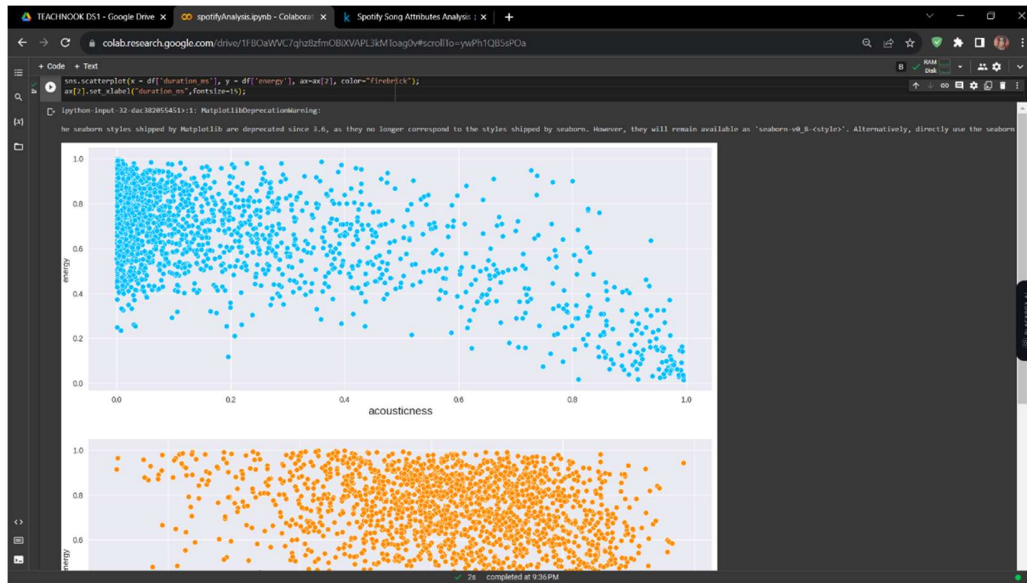 TEACHNOOK DS1 - Google Drive
spotifyAnalysis.ipynb - Colaborat
Spotify Song Attributes Analysis
colab.research.google.com/drive/1FBOaWVC7qhz8zfmOBiXVAPL3kMToag0v#scrollTo=ywPh1QB5sPOa
+ Code + Text
B
RAM
Disk
sns.scatterplot(x = df['duration_ms'], y = df['energy'], ax=ax[2], color="firebrick");
ax[2].set_xlabel("duration_ms",fontsize=15);
{x}
ipython-input-32-dac382055451>:1: MatplotlibDeprecationWarning:
he seaborn styles shipped by Matplotlib are deprecated since 3.6, as they no longer correspond to the styles shipped by seaborn. However, they will remain available as 'seaborn-v0_8-<style>'. Alternatively, directly use the seaborn
1.0
0.8
0.6
0.4
0.2
0.0
energy
0.0 0.2 0.4 0.6 0.8 1.0
acousticness
1.0
0.8
0.6
energy
2s completed at 9:36 PM